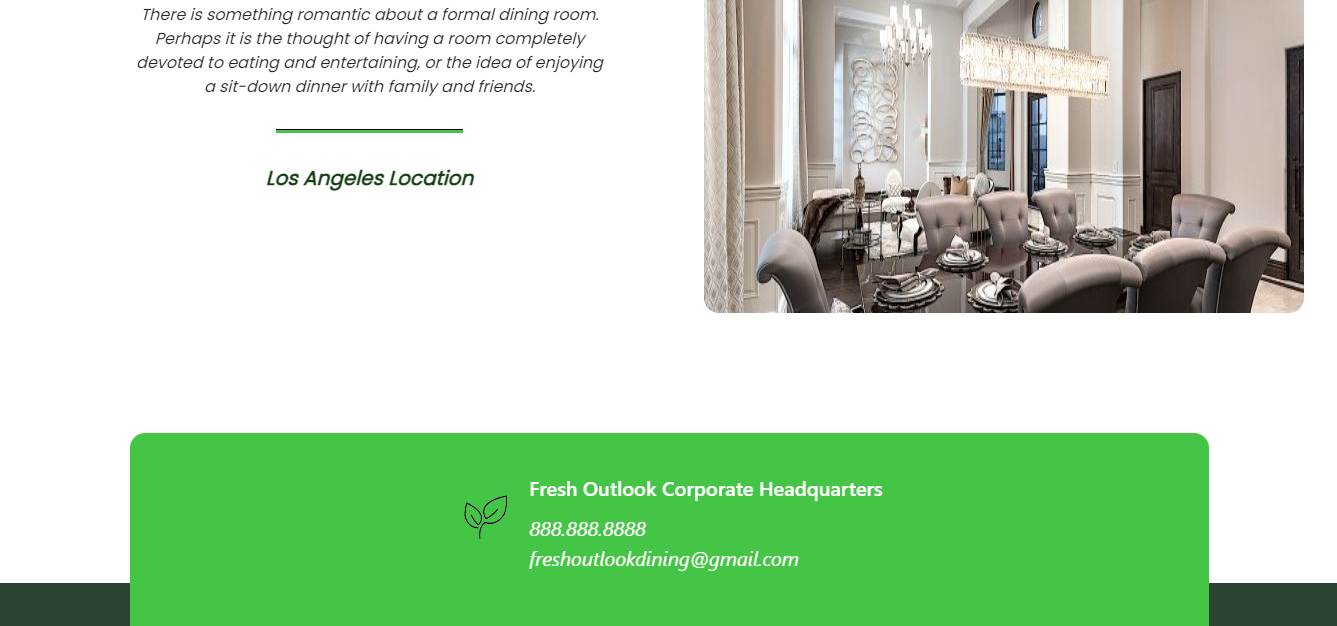 There is something romantic about a formal dining room.
Perhaps it is the thought of having a room completely
devoted to eating and entertaining, or the idea of enjoying
a sit-down dinner with family and friends.
Los Angeles Location
Fresh Outlook Corporate Headquarters
888.888.8888
freshoutlookdining@gmail.com